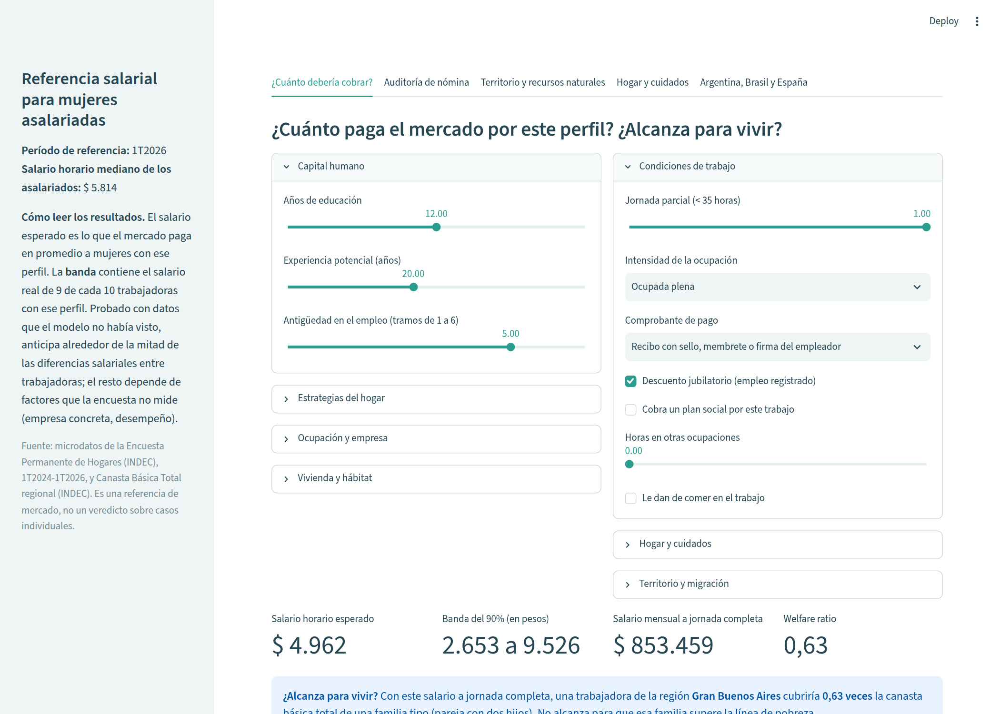 Deploy
Referencia salarial
para mujeres
asalariadas
Período de referencia: 1T2026
Salario horario mediano de los
asalariados: $ 5.814
Cómo leer los resultados. El salario
esperado es lo que el mercado paga
en promedio a mujeres con ese
perfil. La banda contiene el salario
real de 9 de cada 10 trabajadoras
con ese perfil. Probado con datos
que el modelo no había visto,
anticipa alrededor de la mitad de
las diferencias salariales entre
trabajadoras; el resto depende de
factores que la encuesta no mide
(empresa concreta, desempeño).
Fuente: microdatos de la Encuesta
Permanente de Hogares (INDEC),
1T2024-1T2026, y Canasta Básica Total
regional (INDEC). Es una referencia de
mercado, no un veredicto sobre casos
individuales.
¿Cuánto debería cobrar? Auditoría de nómina Territorio y recursos naturales Hogar y cuidados Argentina, Brasil y España
¿Cuánto paga el mercado por este perfil? ¿Alcanza para vivir?
Capital humano
Años de educación
12.00
Experiencia potencial (años)
20.00
Antigüedad en el empleo (tramos de 1 a 6)
5.00
Estrategias del hogar
Ocupación y empresa
Vivienda y hábitat
Condiciones de trabajo
Jornada parcial (< 35 horas)
1.00
Intensidad de la ocupación
Ocupada plena
Comprobante de pago
Recibo con sello, membrete o firma del empleador
Descuento jubilatorio (empleo registrado)
Cobra un plan social por este trabajo
Horas en otras ocupaciones
0.00
Le dan de comer en el trabajo
Hogar y cuidados
Territorio y migración
Salario horario esperado
$ 4.962
Banda del 90% (en pesos)
2.653 a 9.526
Salario mensual a jornada completa
$ 853.459
Welfare ratio
0,63
¿Alcanza para vivir? Con este salario a jornada completa, una trabajadora de la región Gran Buenos Aires cubriría 0,63 veces la canasta
básica total de una familia tipo (pareja con dos hijos). No alcanza para que esa familia supere la línea de pobreza.